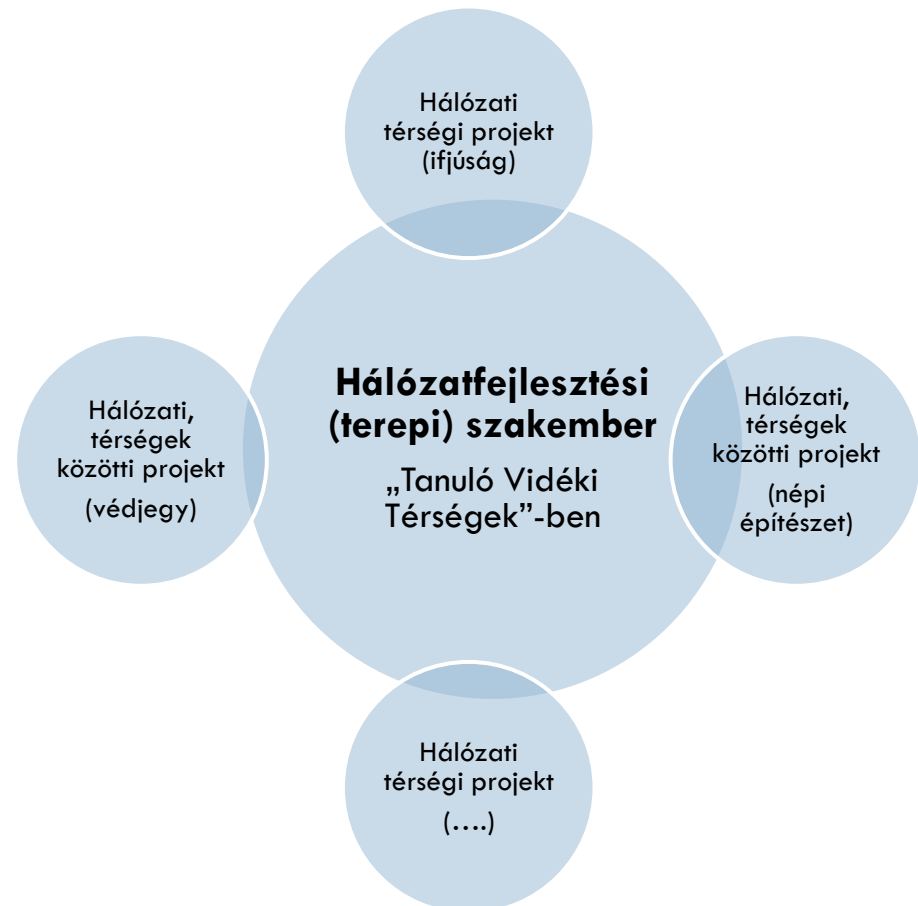 Hálózati
térségi projekt
(ifjúság)
Hálózatfejlesztési
(terepi) szakember
„Tanuló Vidéki
Térségek”-ben
Hálózati,
térségek
közötti projekt
(védjegy)
Hálózati,
térségek
közötti projekt
(népi
építészet)
Hálózati
térségi projekt
(....)